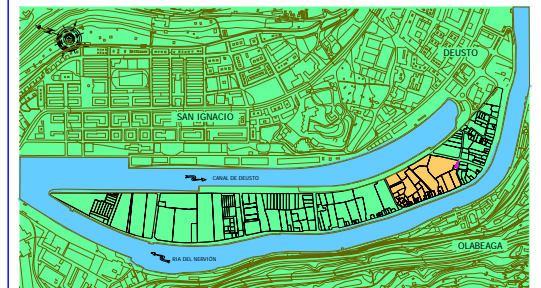 DEUSTO
SAN IGNACIO
CANAL DE DEUSTO
OLABEAGA
RIA DEL NERVIÓN